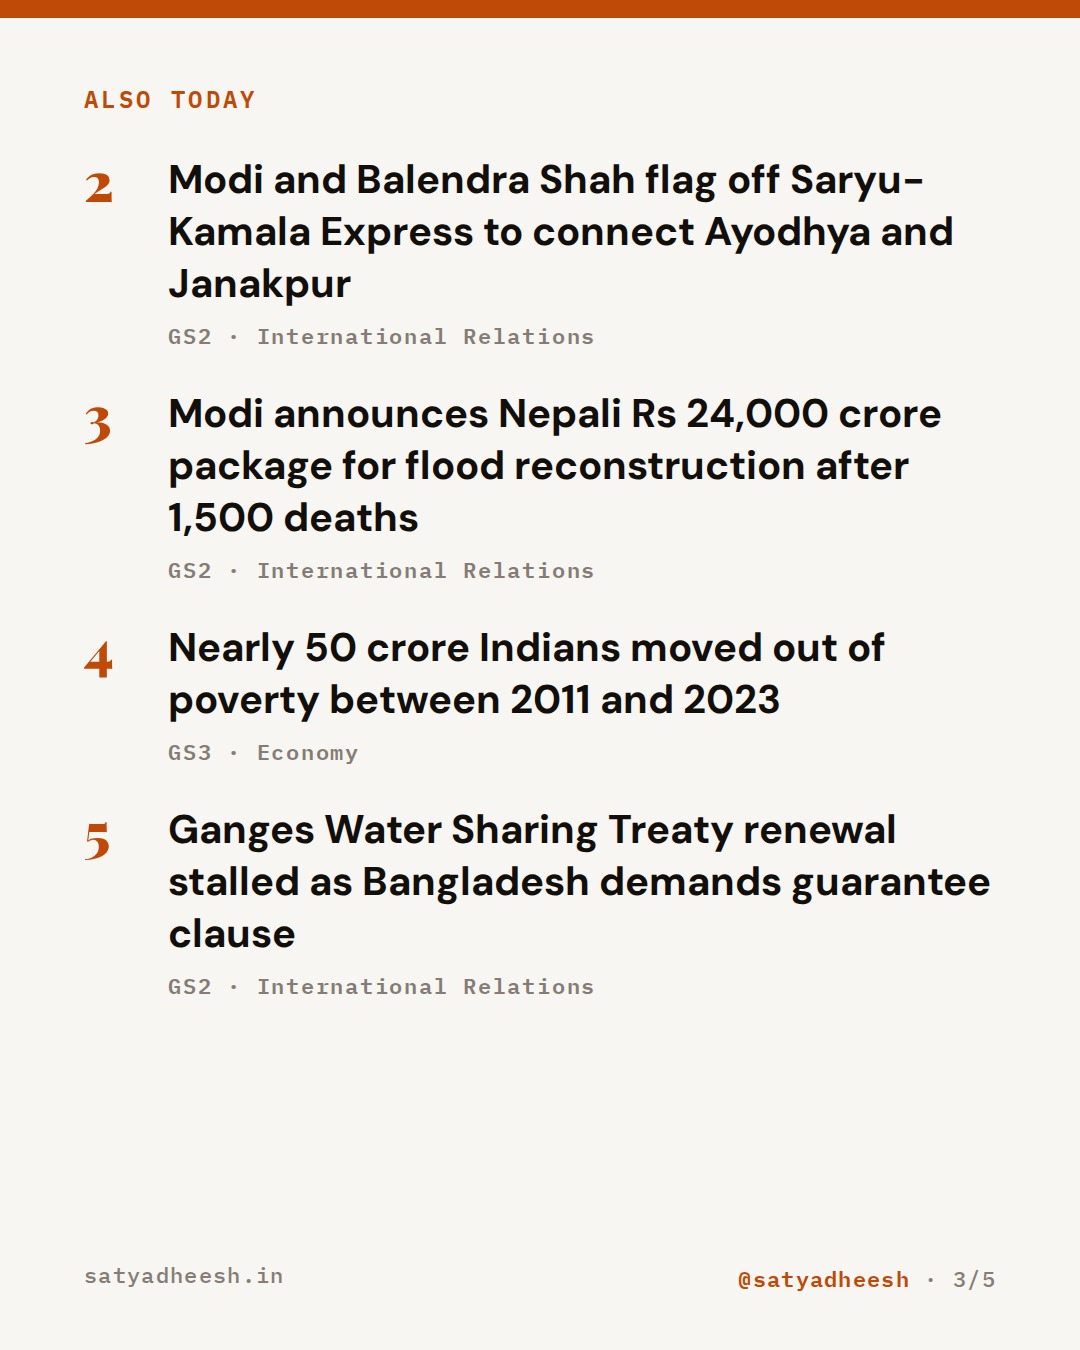 ALSO TODAY
2
Modi and Balendra Shah flag off Saryu-
Kamala Express to connect Ayodhya and
Janakpur
GS2 · International Relations
3
Modi announces Nepali Rs 24,000 crore
package for flood reconstruction after
1,500 deaths
GS2 · International Relations
4
Nearly 50 crore Indians moved out of
poverty between 2011 and 2023
GS3 · Economy
5
Ganges Water Sharing Treaty renewal
stalled as Bangladesh demands guarantee
clause
GS2 · International Relations
satyadheesh.in
@satyadheesh · 3/5